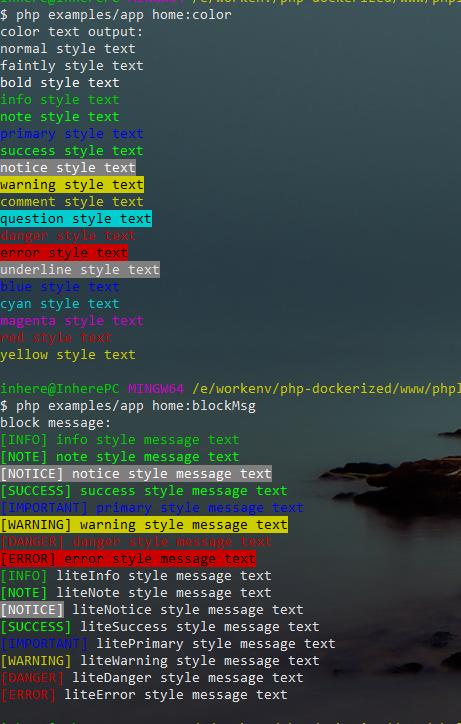 inhere@InherePC MINGW64 /e/workenv/php-dockerized/www/phpl
$ php examples/app home:color
color text output:
normal style text
faintly style text
bold style text
info style text
note style text
primary style text
success style text
notice style text
warning style text
comment style text
question style text
danger style text
error style text
underline style text
blue style text
cyan style text
magenta style text
red style text
yellow style text
inhere@InherePC MINGW64 /e/workenv/php-dockerized/www/phpl
$ php examples/app home:blockMsg
block message:
[INFO] info style message text
[NOTE] note style message text
[NOTICE] notice style message text
[SUCCESS] success style message text
[IMPORTANT] primary style message text
[WARNING] warning style message text
[DANGER] danger style message text
[ERROR] error style message text
[INFO] liteInfo style message text
[NOTE] liteNote style message text
[NOTICE] liteNotice style message text
[SUCCESS] liteSuccess style message text
[IMPORTANT] litePrimary style message text
[WARNING] liteWarning style message text
[DANGER] liteDanger style message text
[ERROR] liteError style message text